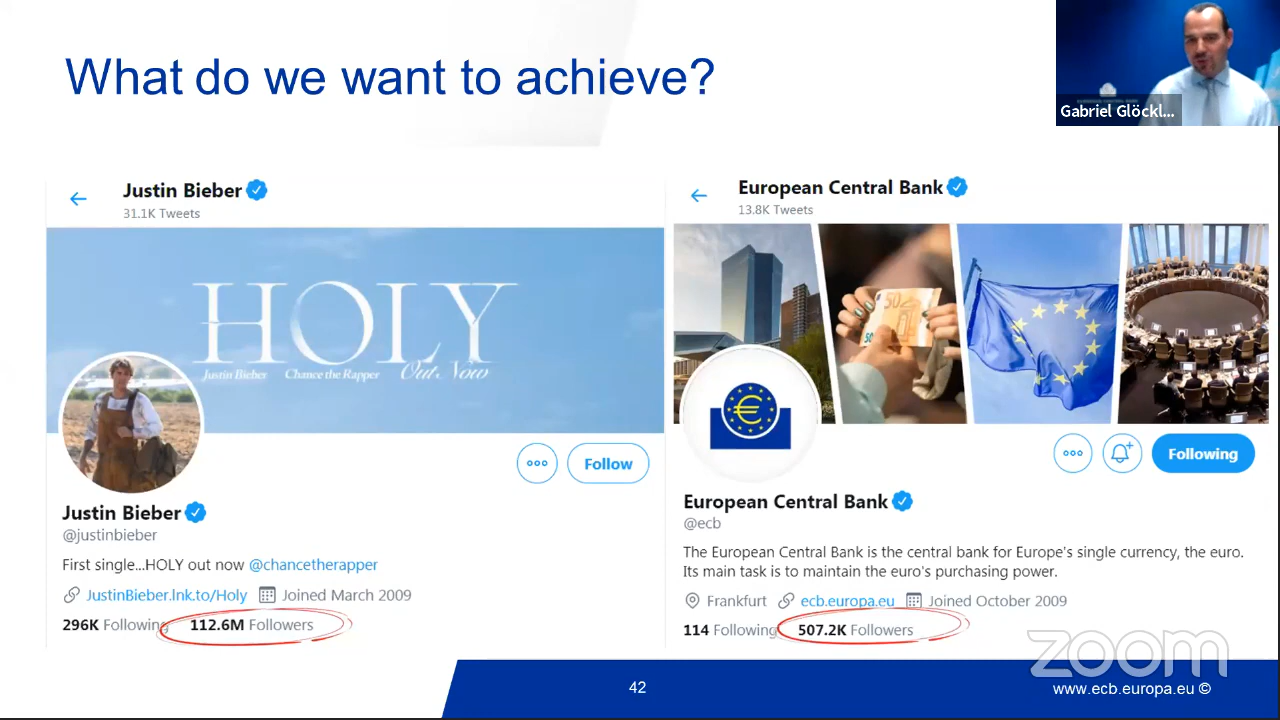 What do we want to achieve?
Gabriel Glöckl...
Justin Bieber
31.1K Tweets
HOLY
Justin Bieber Chance the Rapper Out Now
Follow
Justin Bieber
@justinbieber
First single...HOLY out now @chancetherapper
JustinBieber.lnk.to/Holy Joined March 2009
296K Following 112.6M Followers
European Central Bank
13.8K Tweets
50
50
€
Following
European Central Bank
@ecb
The European Central Bank is the central bank for Europe's single currency, the euro.
Its main task is to maintain the euro's purchasing power.
Frankfurt ecb.europa.eu Joined October 2009
114 Following 507.2K Followers
zoom
42
www.ecb.europa.eu ©